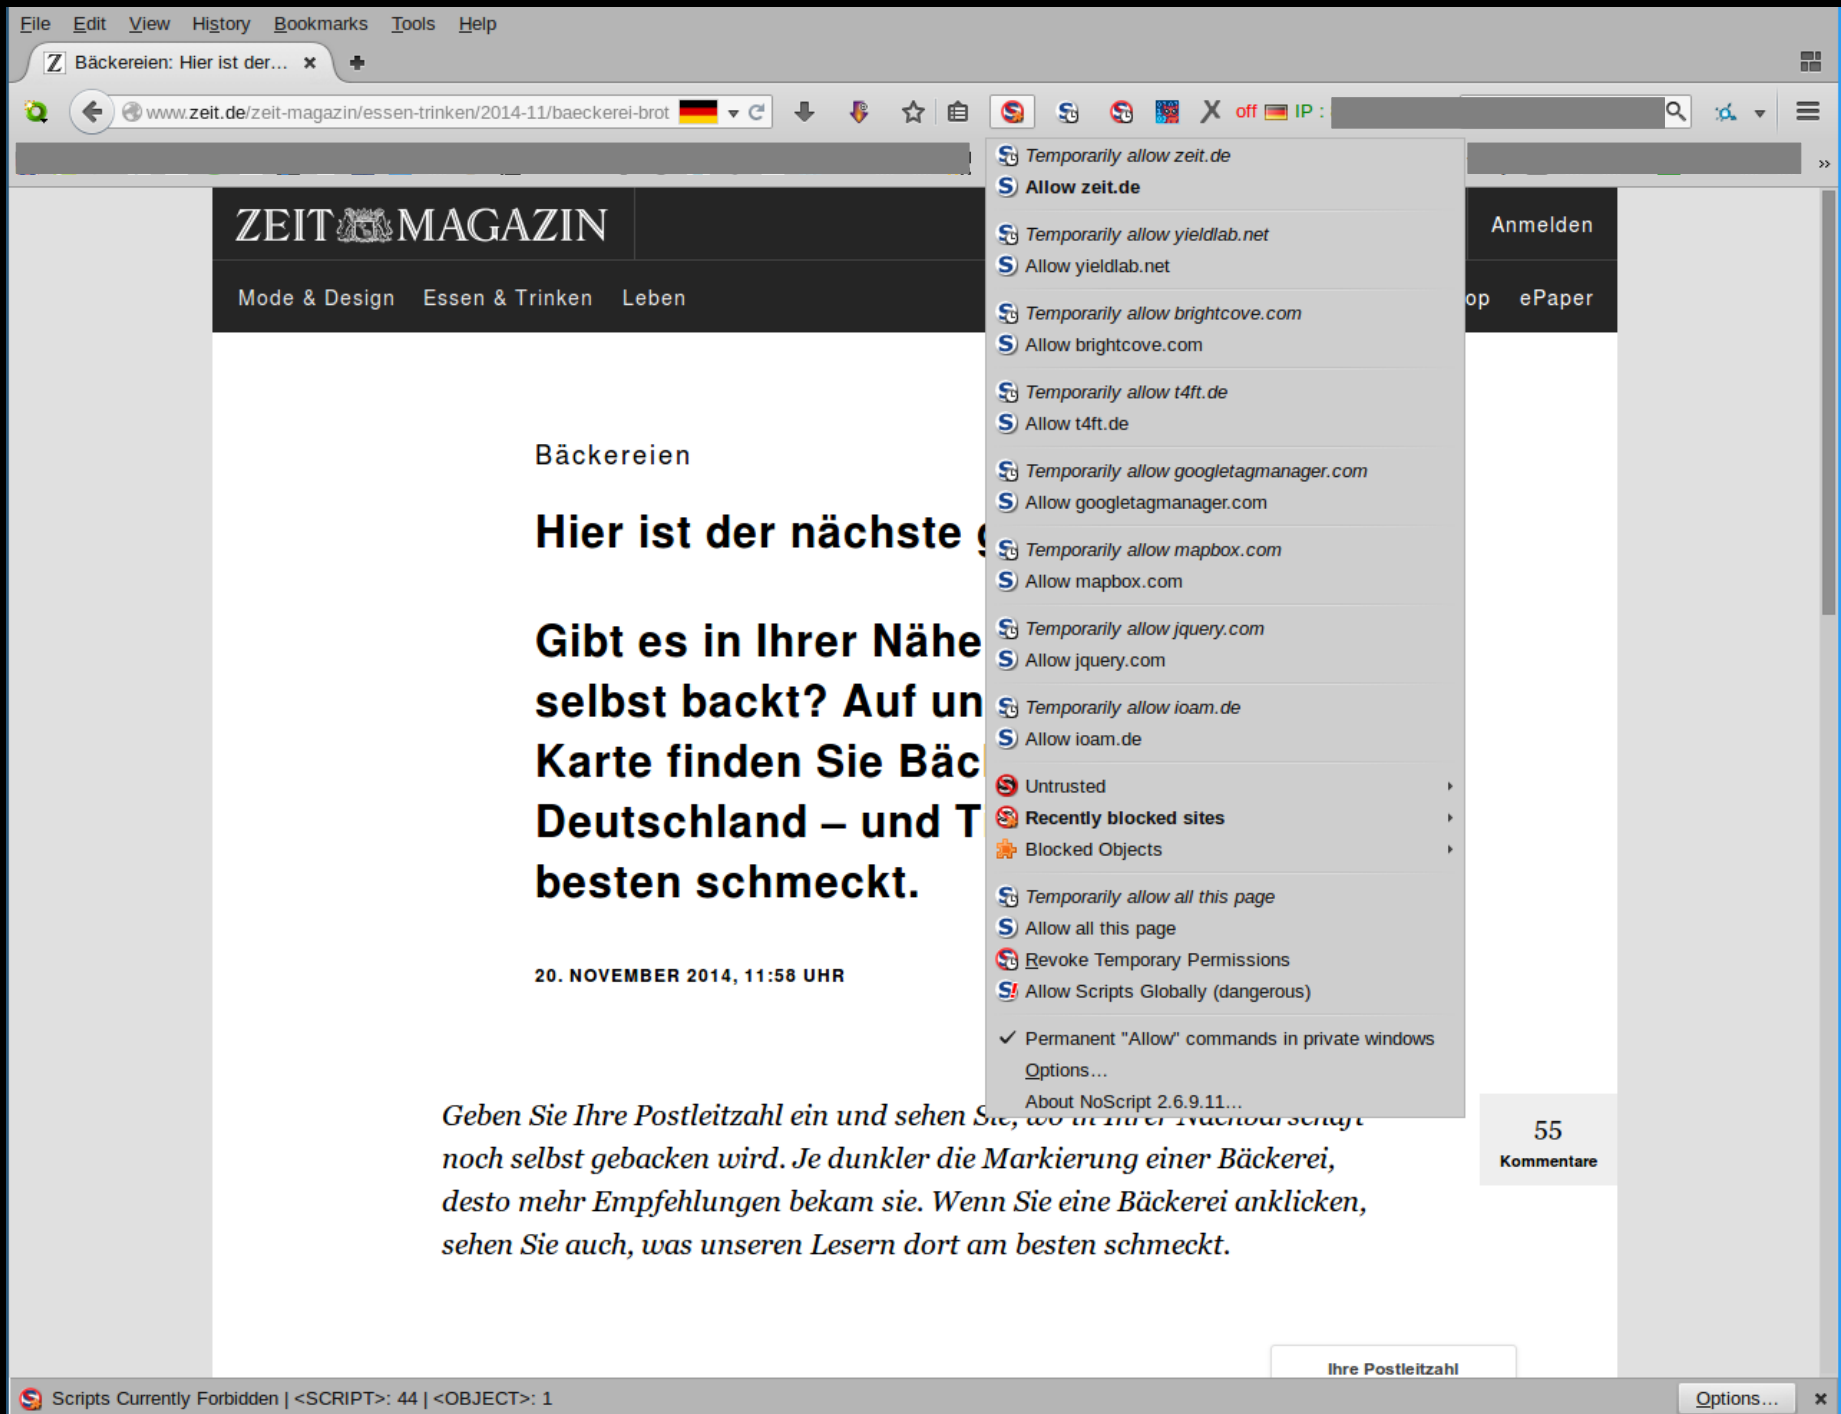 File Edit View History Bookmarks Tools Help
Bäckereien: Hier ist der...
www.zeit.de/zeit-magazin/essen-trinken/2014-11/baeckerei-brot
off IP :
ZEIT MAGAZIN
Anmelden
Mode & Design Essen & Trinken Leben
op ePaper
Temporarily allow zeit.de
Allow zeit.de
Temporarily allow yieldlab.net
Allow yieldlab.net
Temporarily allow brightcove.com
Allow brightcove.com
Temporarily allow t4ft.de
Allow t4ft.de
Temporarily allow googletagmanager.com
Allow googletagmanager.com
Temporarily allow mapbox.com
Allow mapbox.com
Temporarily allow jquery.com
Allow jquery.com
Temporarily allow ioam.de
Allow ioam.de
Untrusted
Recently blocked sites
Blocked Objects
Temporarily allow all this page
Allow all this page
Revoke Temporary Permissions
Allow Scripts Globally (dangerous)
Permanent "Allow" commands in private windows
Options...
About NoScript 2.6.9.11...
Bäckereien
Hier ist der nächste
Gibt es in Ihrer Nähe
selbst backt? Auf un
Karte finden Sie Bäc
Deutschland – und T
besten schmeckt.
20. NOVEMBER 2014, 11:58 UHR
Geben Sie Ihre Postleitzahl ein und sehen Sie, wo in Ihrer Nachbarschaft
noch selbst gebacken wird. Je dunkler die Markierung einer Bäckerei,
desto mehr Empfehlungen bekam sie. Wenn Sie eine Bäckerei anklicken,
sehen Sie auch, was unseren Lesern dort am besten schmeckt.
55
Kommentare
Ihre Postleitzahl
Scripts Currently Forbidden | <SCRIPT>: 44 | <OBJECT>: 1
Options...